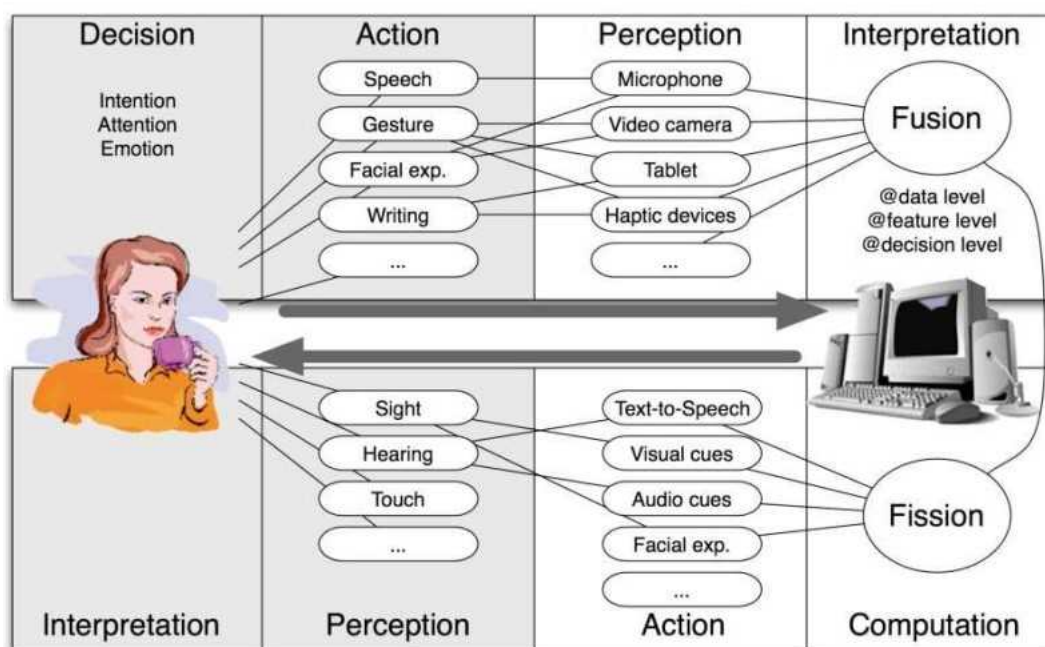 Decision
Action
Perception
Interpretation
Intention
Attention
Emotion
Speech
Gesture
Facial exp.
Writing
...
Microphone
Video camera
Tablet
Haptic devices
...
Fusion
@data level
@feature level
@decision level
Sight
Hearing
Touch
...
Text-to-Speech
Visual cues
Audio cues
Facial exp.
...
Fission
Interpretation
Perception
Action
Computation